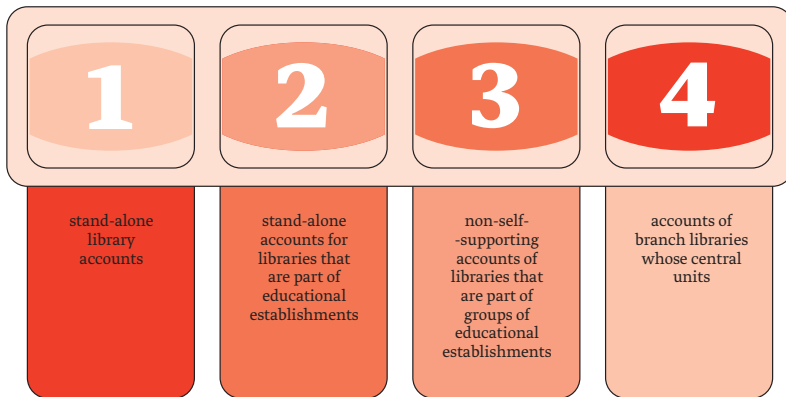 1
2
3
4
stand-alone
library
accounts
stand-alone
accounts for
libraries that
are part of
educational
establishments
non-self-
-supporting
accounts of
libraries that
are part of
groups of
educational
establishments
accounts of
branch libraries
whose central
units